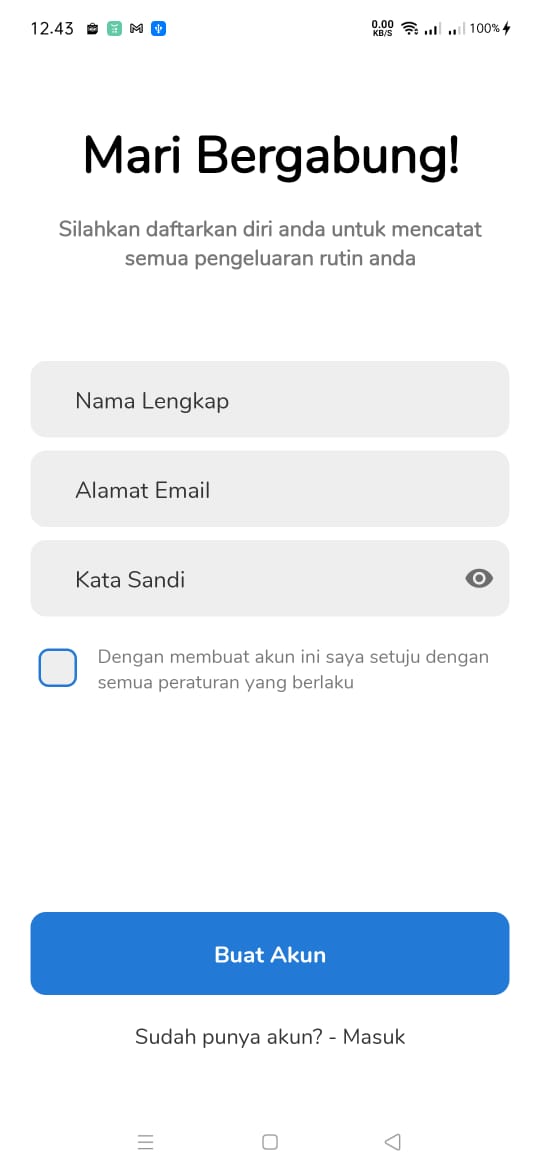 12.43
0.00
KB/S
100%
Mari Bergabung!
Silahkan daftarkan diri anda untuk mencatat
semua pengeluaran rutin anda
Nama Lengkap
Alamat Email
Kata Sandi
Dengan membuat akun ini saya setuju dengan
semua peraturan yang berlaku
Buat Akun
Sudah punya akun? - Masuk